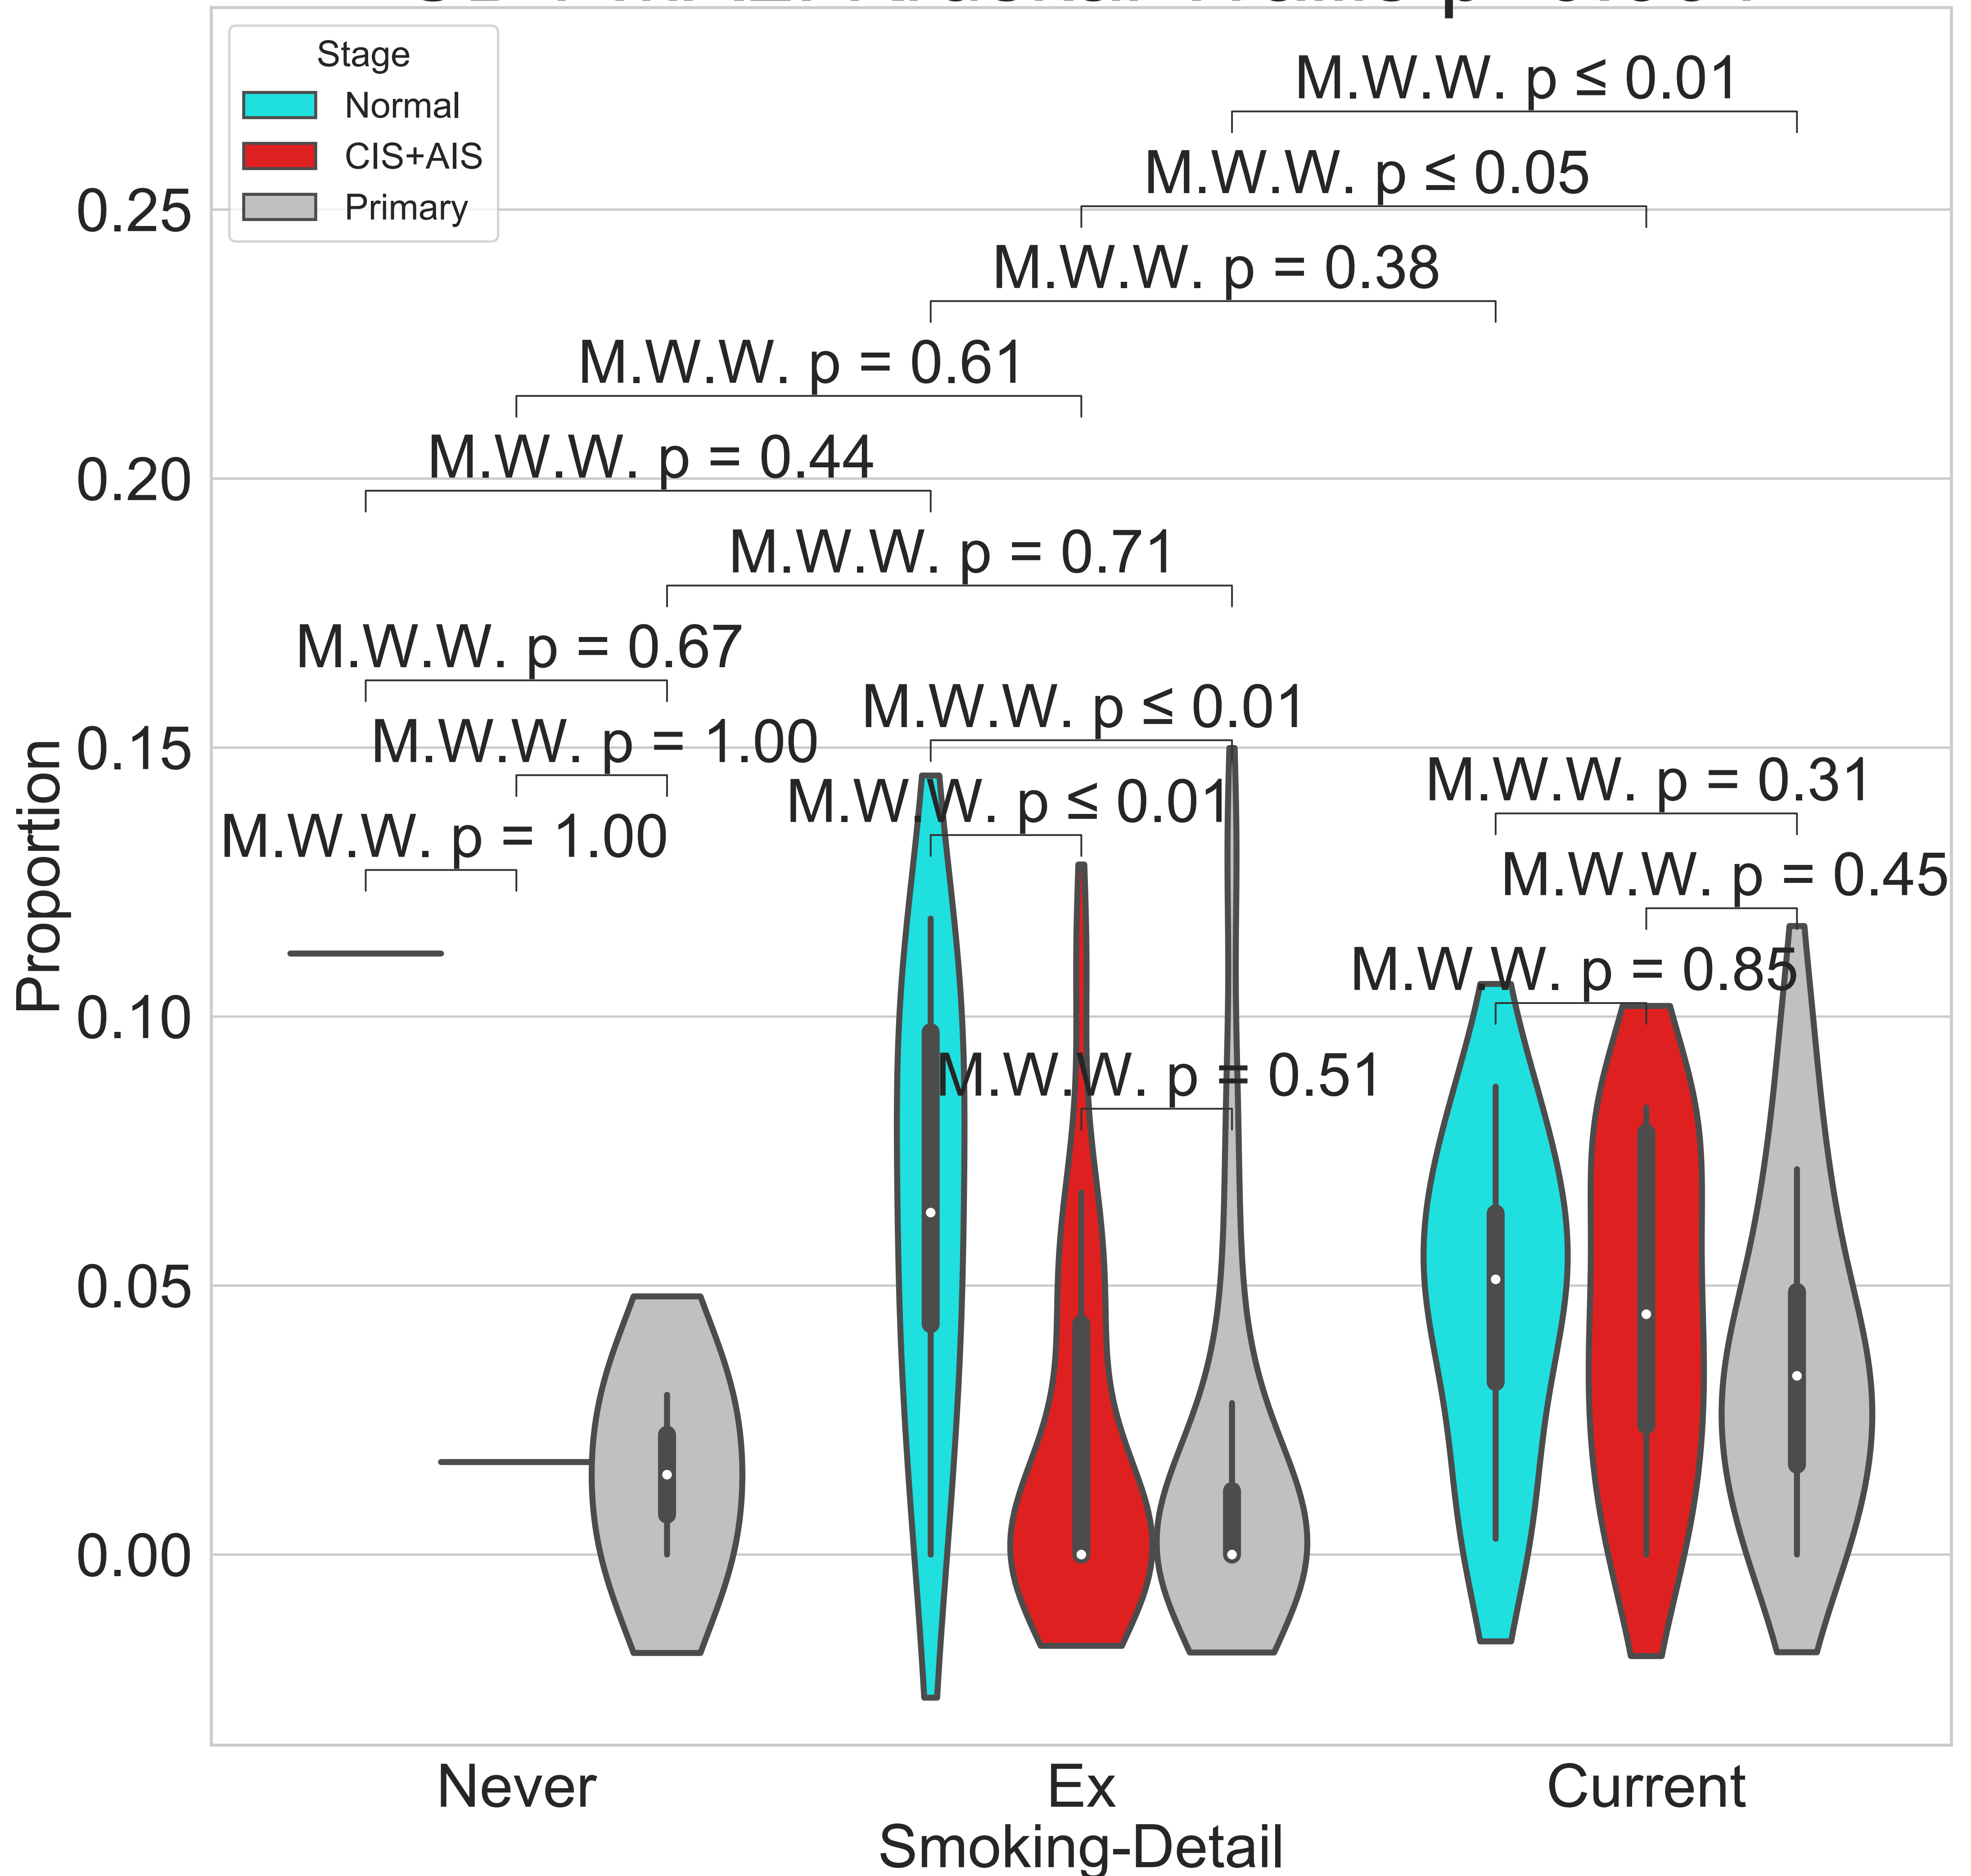 Stage
Normal
CIS+AIS
Primary
M.W.W. p ≤ 0.01
M.W.W. p ≤ 0.05
M.W.W. p = 0.38
M.W.W. p = 0.61
M.W.W. p = 0.44
M.W.W. p = 0.71
M.W.W. p = 0.67
M.W.W. p ≤ 0.01
M.W.W. p = 1.00
M.W.W. p ≤ 0.01
M.W.W. p = 0.31
M.W.W. p = 1.00
M.W.W. p = 0.45
M.W.W. p = 0.85
M.W.W. p = 0.51
Proportion
0.25
0.20
0.15
0.10
0.05
0.00
Never
Ex
Current
Smoking-Detail